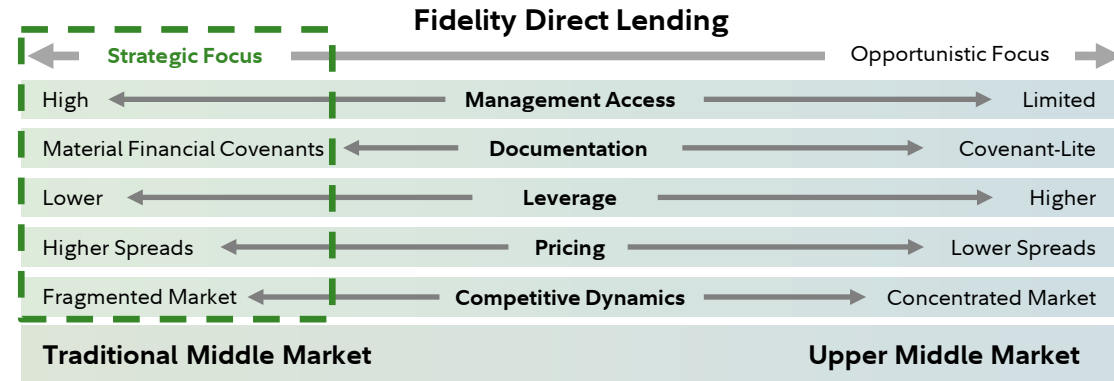 Fidelity Direct Lending
Strategic Focus Opportunistic Focus
High Management Access Limited
Material Financial Covenants Documentation Covenant-Lite
Lower Leverage Higher
Higher Spreads Pricing Lower Spreads
Fragmented Market Competitive Dynamics Concentrated Market
Traditional Middle Market Upper Middle Market